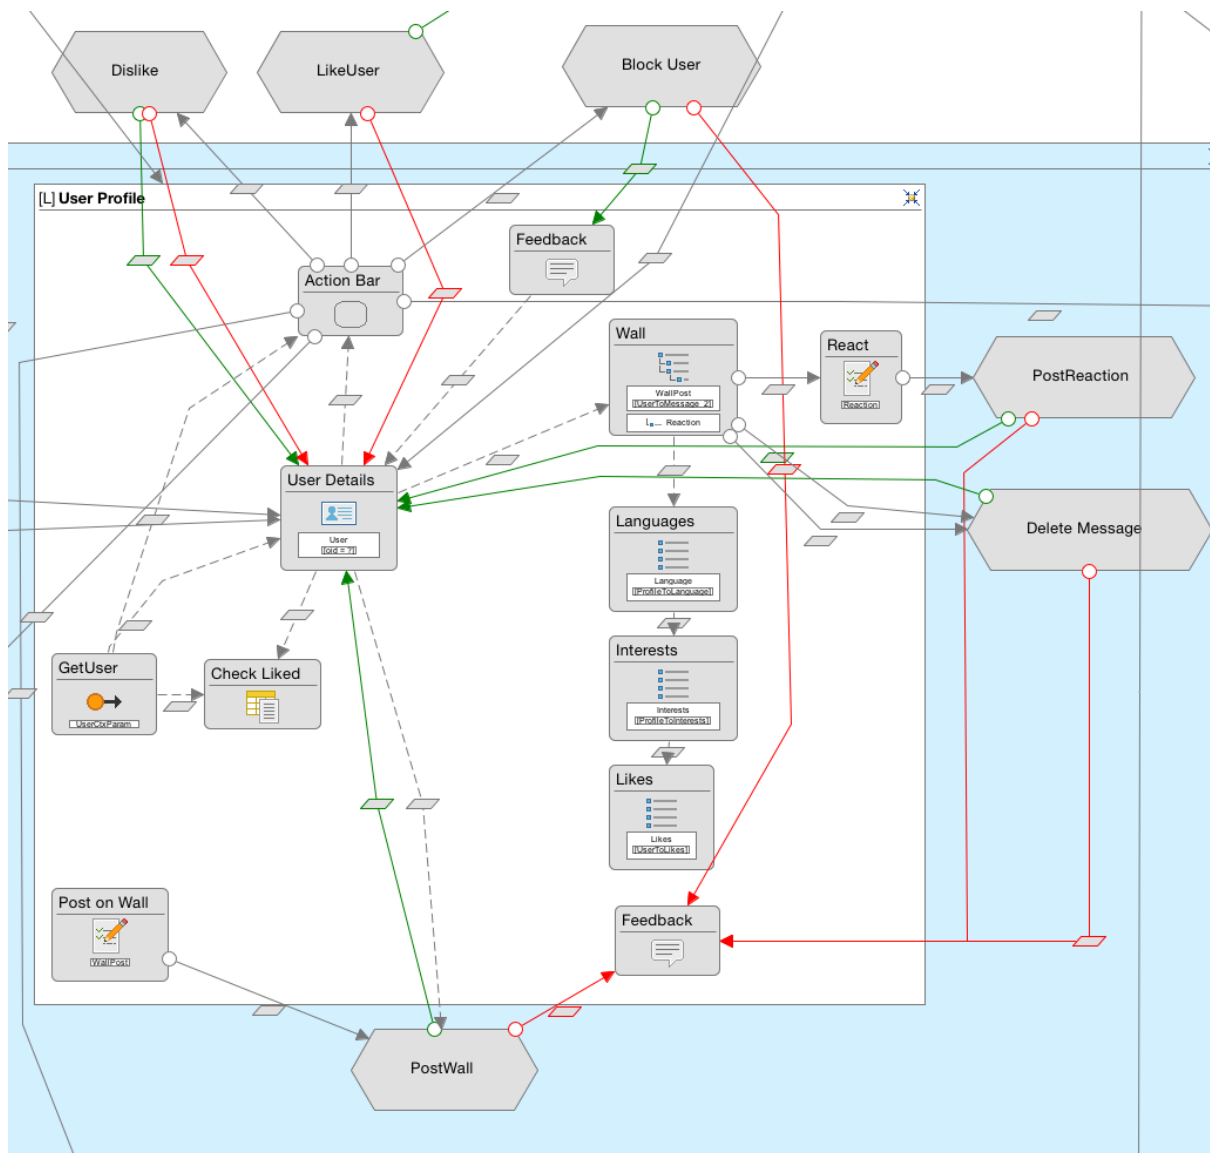 Dislike
LikeUser
Block User
[L] User Profile
Feedback
Action Bar
Wall
WallPost
[UserToMessage_2]
Reaction
React
Reaction
PostReaction
User Details
User
[oid = ?]
Languages
Language
[ProfileToLanguage]
Delete Message
GetUser
UserCtxParam
Check Liked
Interests
Interests
[ProfileToInterests]
Likes
Likes
[UserToLikes]
Post on Wall
WallPost
Feedback
PostWall